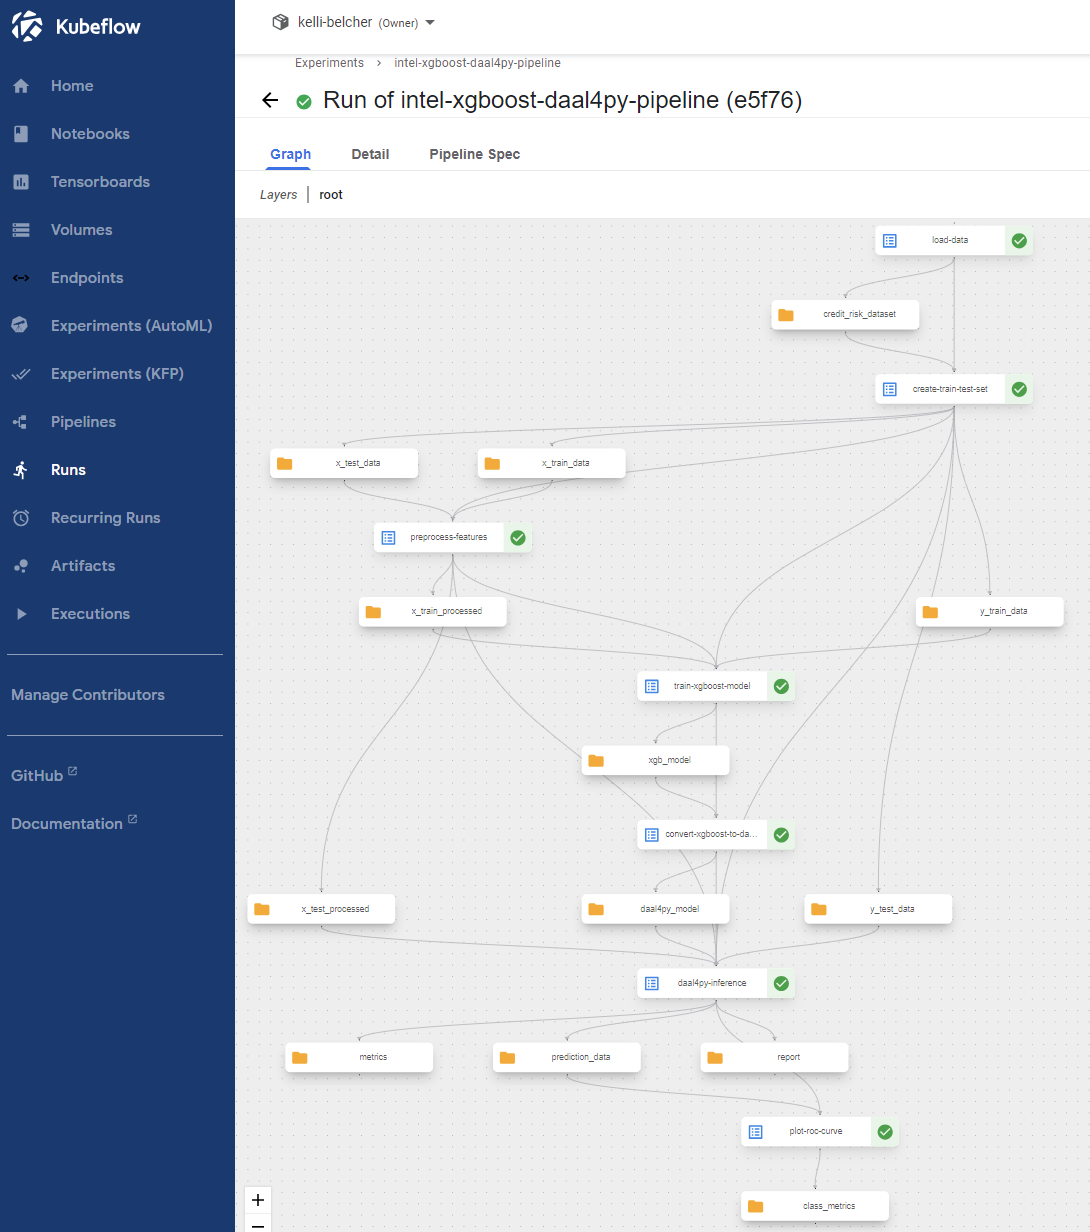 Kubeflow
Home
Notebooks
Tensorboards
Volumes
Endpoints
Experiments (AutoML)
Experiments (KFP)
Pipelines
Runs
Recurring Runs
Artifacts
Executions
Manage Contributors
GitHub
Documentation
kelli-belcher (Owner)
Experiments > intel-xgboost-daal4py-pipeline
Run of intel-xgboost-daal4py-pipeline (e5f76)
Graph Detail Pipeline Spec
Layers | root
load-data
credit_risk_dataset
create-train-test-set
x_test_data x_train_data
preprocess-features
x_train_processed y_train_data
train-xgboost-model
xgb_model
convert-xgboost-to-da...
x_test_processed daal4py_model y_test_data
daal4py-inference
metrics prediction_data report
plot-roc-curve
class_metrics
+
−